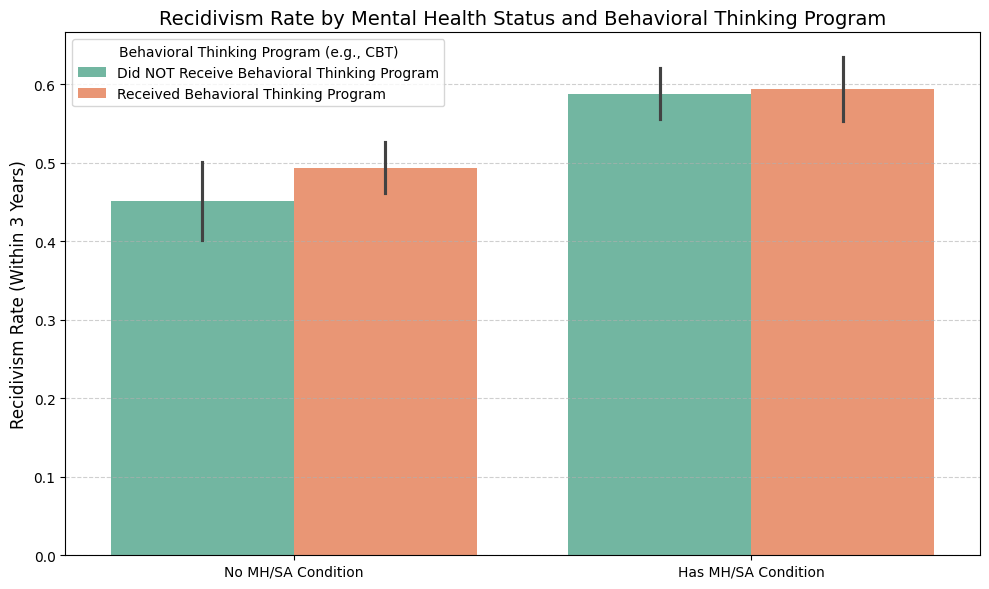 Recidivism Rate by Mental Health Status and Behavioral Thinking Program
Behavioral Thinking Program (e.g., CBT)
Did NOT Receive Behavioral Thinking Program
Received Behavioral Thinking Program
Recidivism Rate (Within 3 Years)
0.6
0.5
0.4
0.3
0.2
0.1
0.0
No MH/SA Condition
Has MH/SA Condition